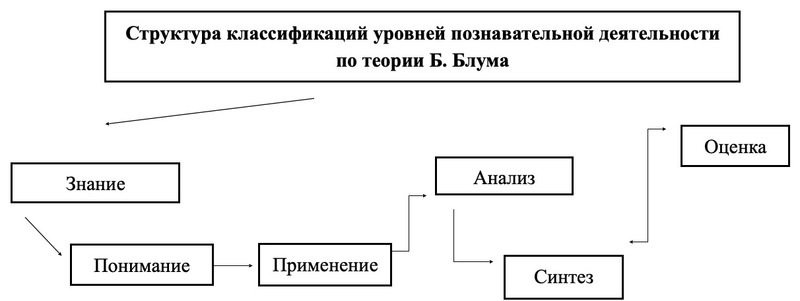 Структура классификаций уровней познавательной деятельности
по теории Б. Блума
Знание
Понимание
Применение
Анализ
Синтез
Оценка